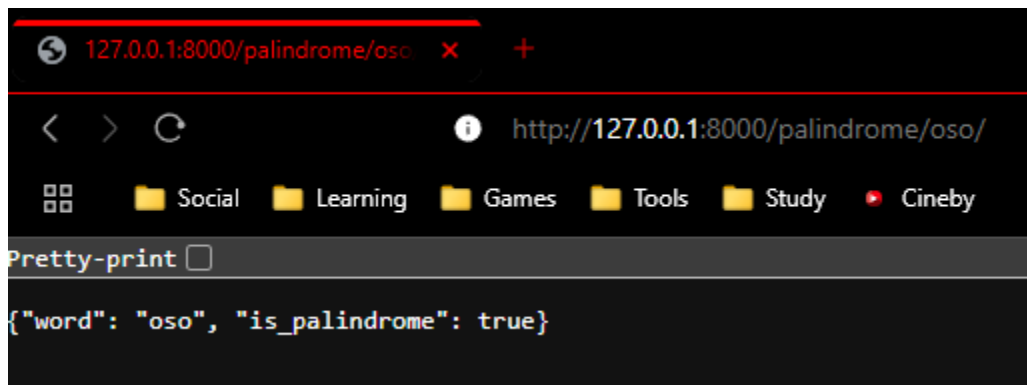 127.0.0.1:8000/palindrome/oso
http://127.0.0.1:8000/palindrome/oso/
Social Learning Games Tools Study Cineby
Pretty-print
{"word": "oso", "is_palindrome": true}